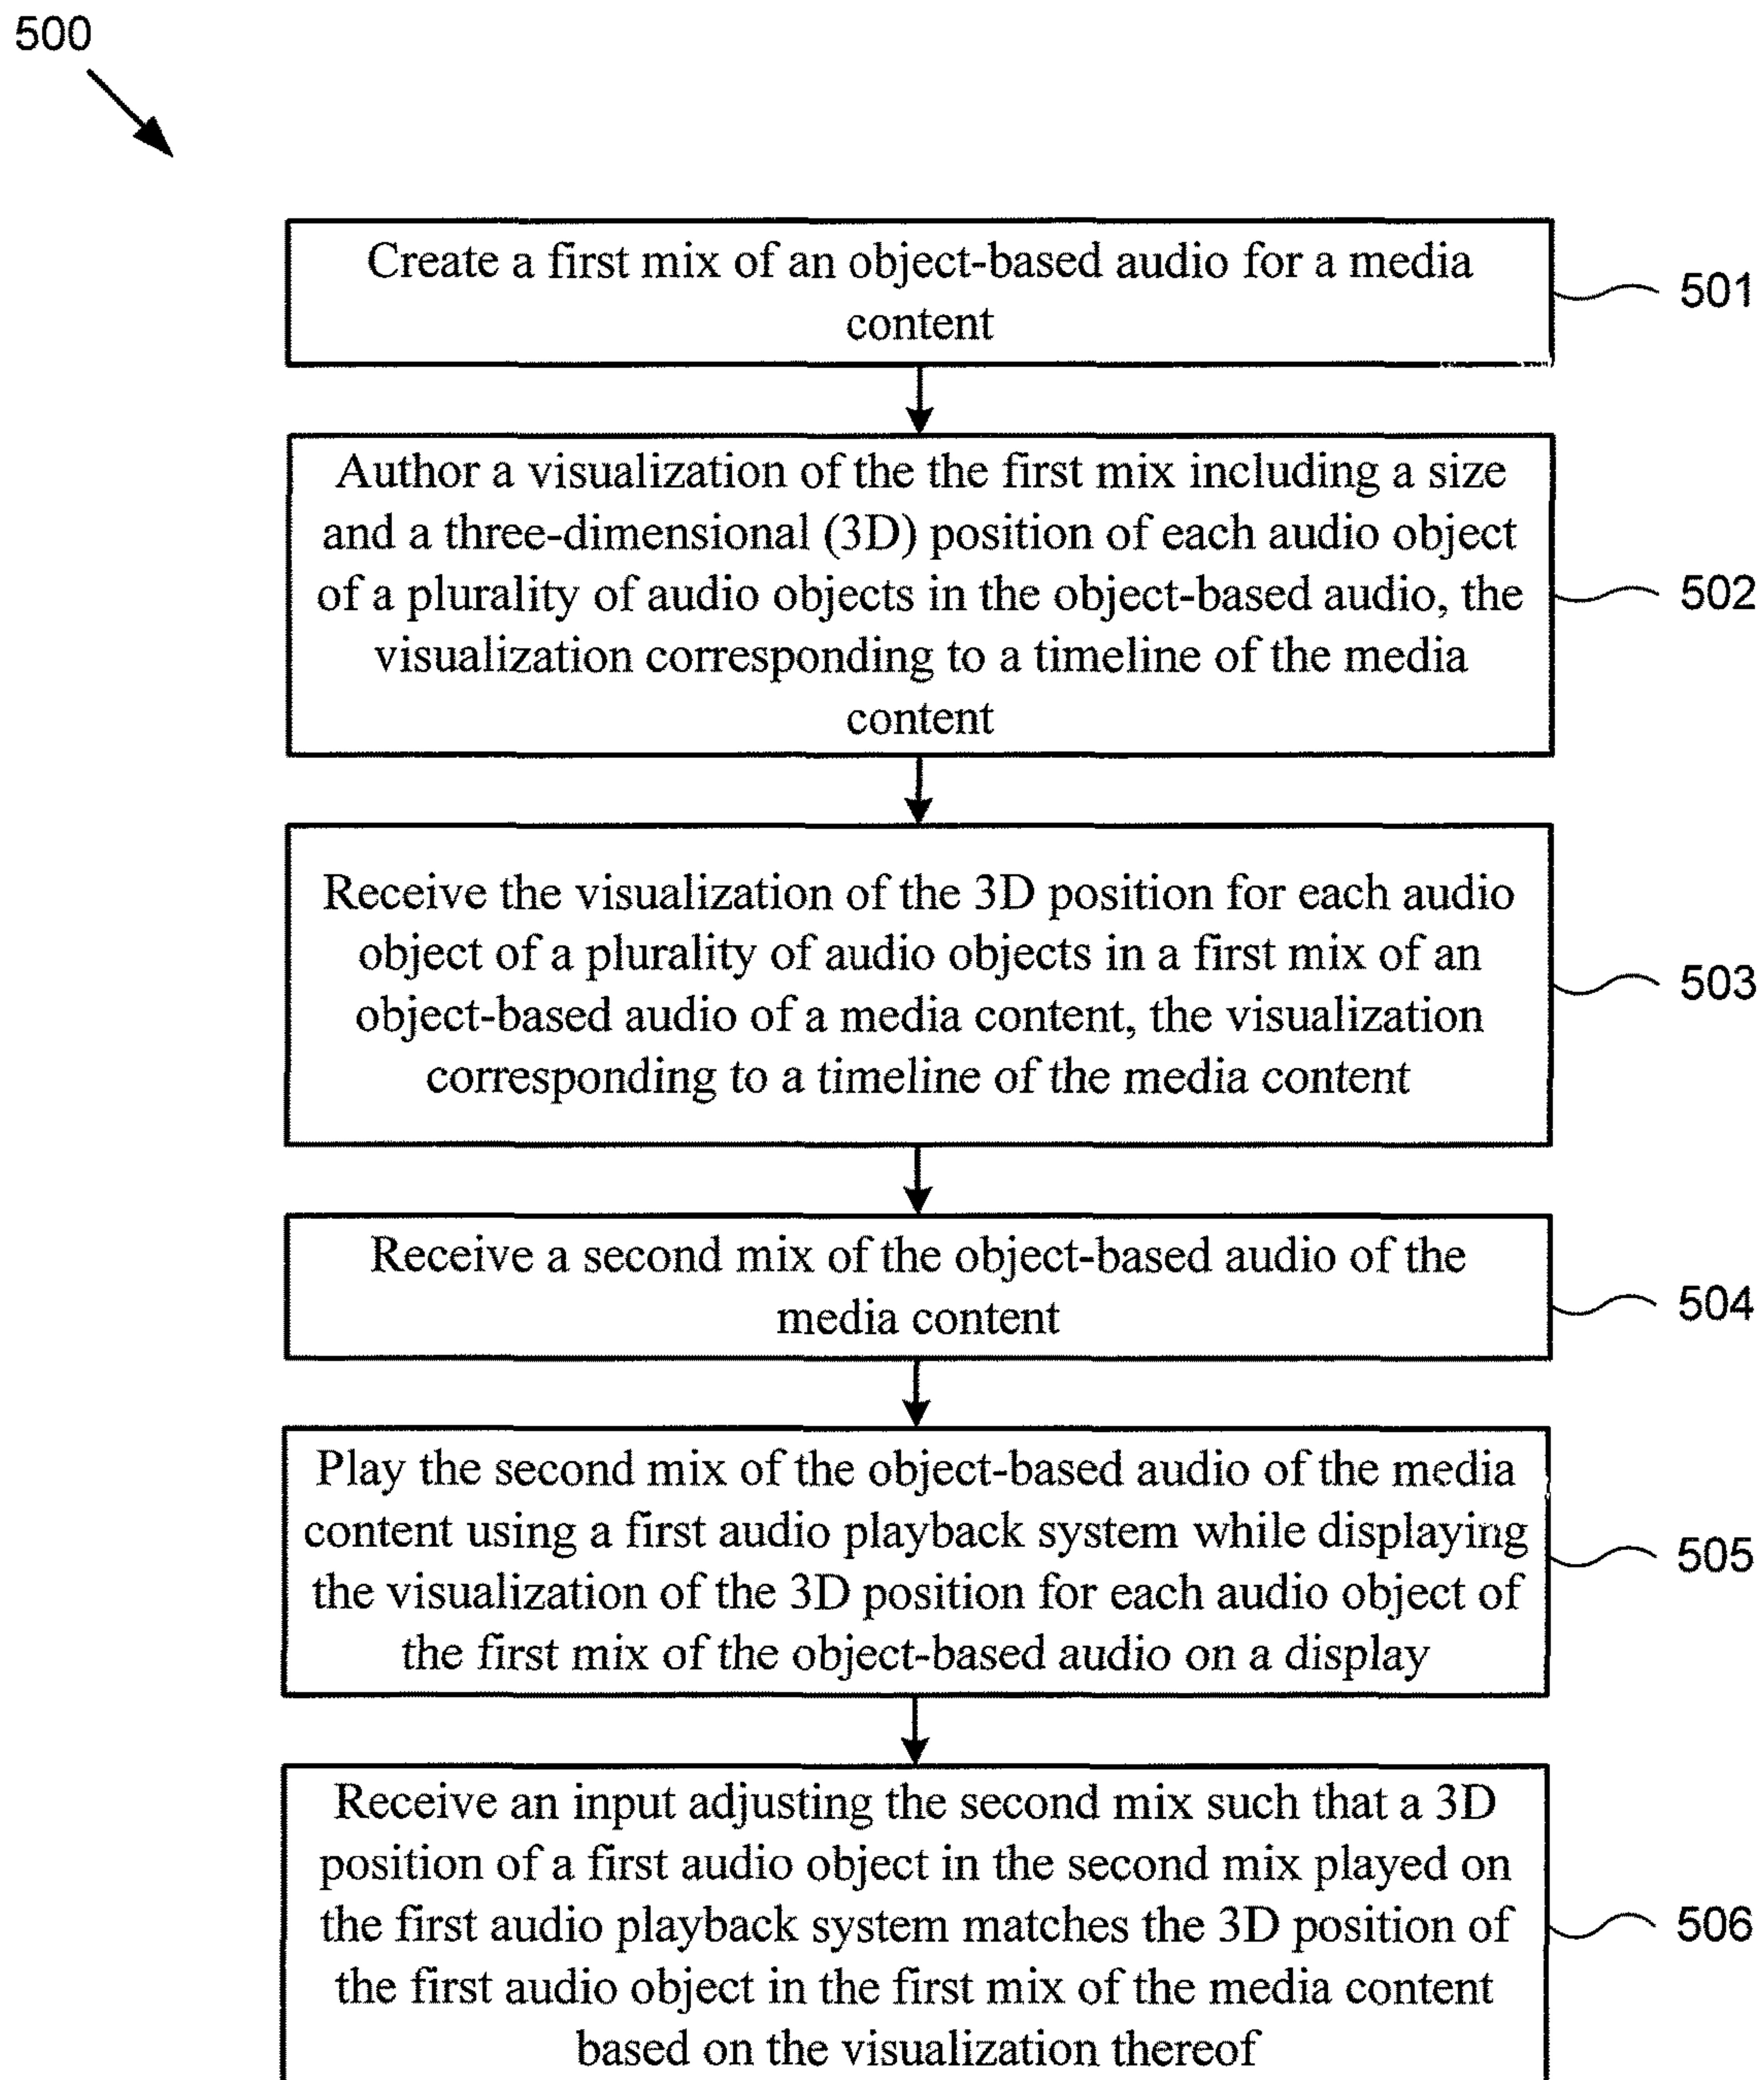 500
Create a first mix of an object-based audio for a media
content
501
Author a visualization of the the first mix including a size
and a three-dimensional (3D) position of each audio object
of a plurality of audio objects in the object-based audio, the
visualization corresponding to a timeline of the media
content
502
Receive the visualization of the 3D position for each audio
object of a plurality of audio objects in a first mix of an
object-based audio of a media content, the visualization
corresponding to a timeline of the media content
503
Receive a second mix of the object-based audio of the
media content
504
Play the second mix of the object-based audio of the media
content using a first audio playback system while displaying
the visualization of the 3D position for each audio object of
the first mix of the object-based audio on a display
505
Receive an input adjusting the second mix such that a 3D
position of a first audio object in the second mix played on
the first audio playback system matches the 3D position of
the first audio object in the first mix of the media content
based on the visualization thereof
506